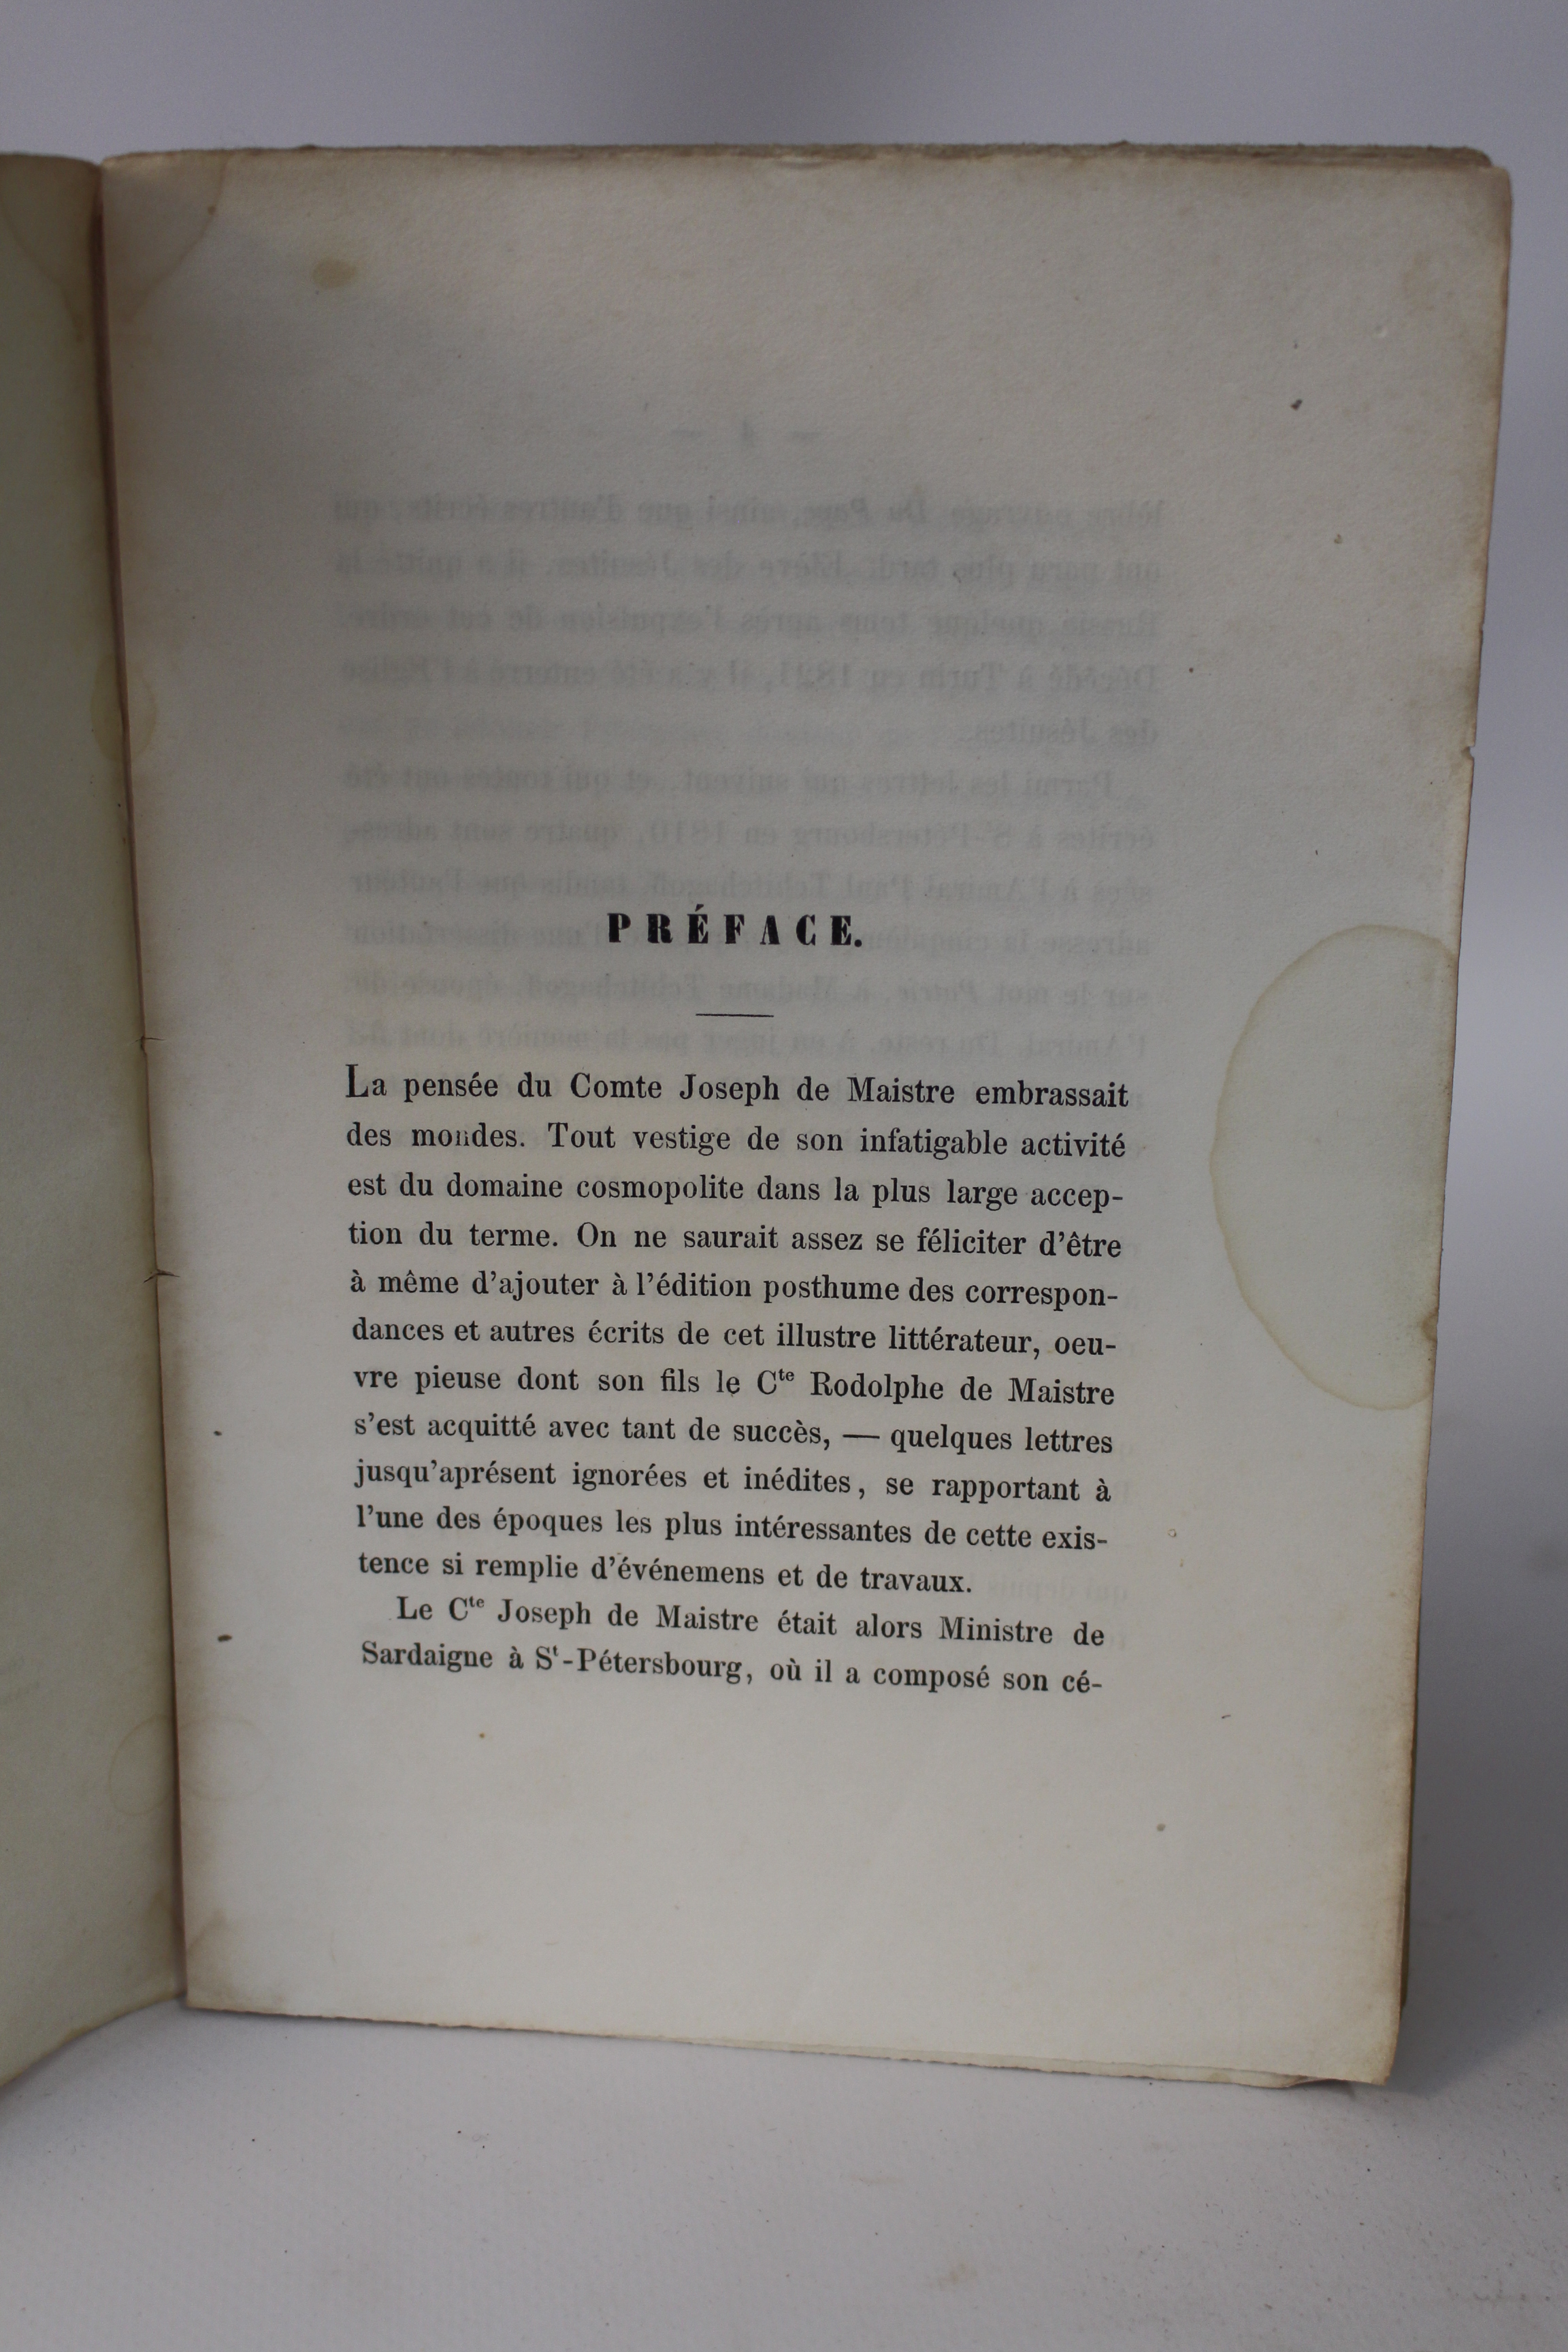 PRÉFACE.
La pensée du Comte Joseph de Maistre embrassait
des mondes. Tout vestige de son infatigable activité
est du domaine cosmopolite dans la plus large accep-
tion du terme. On ne saurait assez se féliciter d'être
à même d'ajouter à l'édition posthume des correspon-
dances et autres écrits de cet illustre littérateur, oeu-
vre pieuse dont son fils le Cte Rodolphe de Maistre
s'est acquitté avec tant de succès, — quelques lettres
jusqu'aprésent ignorées et inédites, se rapportant à
l'une des époques les plus intéressantes de cette exis-
tence si remplie d'événemens et de travaux.
Le Cte Joseph de Maistre était alors Ministre de
Sardaigne à St-Pétersbourg, où il a composé son cé-